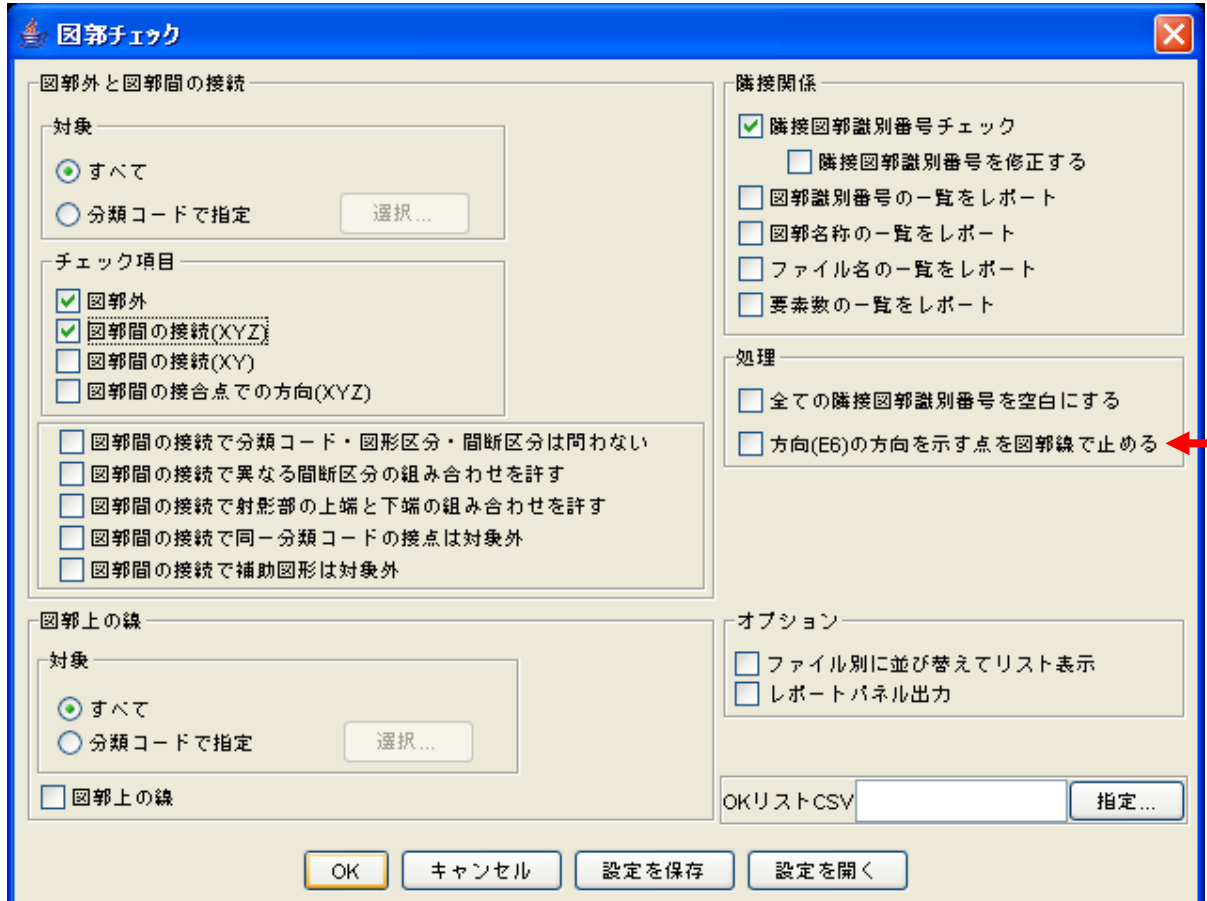 図郭チェック
図郭外と図郭間の接続
対象
すべて
分類コードで指定
選択...
チェック項目
図郭外
図郭間の接続(XYZ)
図郭間の接続(XY)
図郭間の接合点での方向(XYZ)
図郭間の接続で分類コード・図形区分・間断区分は問わない
図郭間の接続で異なる間断区分の組み合わせを許す
図郭間の接続で射影部の上端と下端の組み合わせを許す
図郭間の接続で同一分類コードの接点は対象外
図郭間の接続で補助図形は対象外
図郭上の線
対象
すべて
分類コードで指定
選択...
図郭上の線
隣接関係
隣接図郭識別番号チェック
隣接図郭識別番号を修正する
図郭識別番号の一覧をレポート
図郭名称の一覧をレポート
ファイル名の一覧をレポート
要素数の一覧をレポート
処理
全ての隣接図郭識別番号を空白にする
方向(E6)の方向を示す点を図郭線で止める
オプション
ファイル別に並び替えてリスト表示
レポートパネル出力
OKリストCSV
指定...
OK
キャンセル
設定を保存
設定を開く